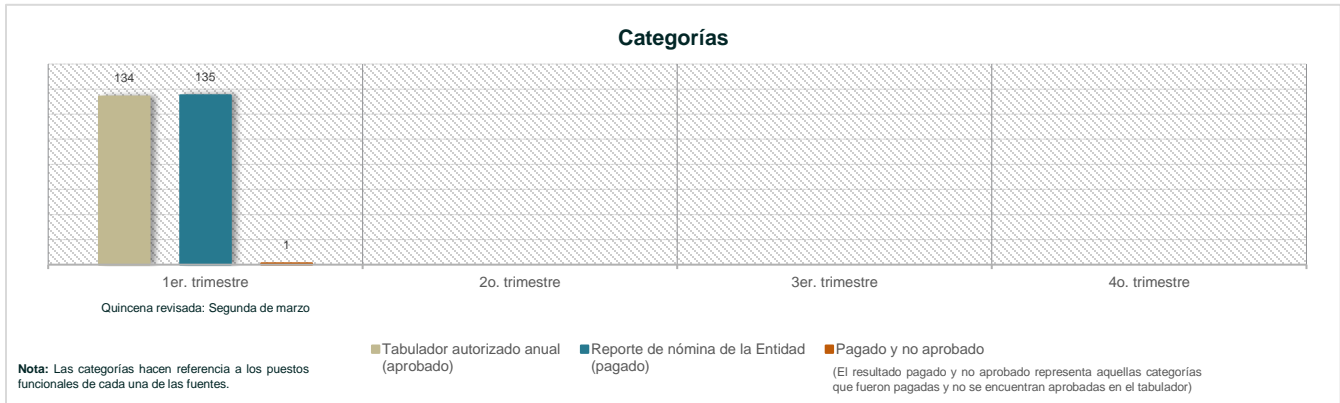 Categorías
134
135
1
1er. trimestre
2o. trimestre
3er. trimestre
4o. trimestre
Quincena revisada: Segunda de marzo
Tabulador autorizado anual
(aprobado)
Reporte de nómina de la Entidad
(pagado)
Pagado y no aprobado
(El resultado pagado y no aprobado representa aquellas categorías
que fueron pagadas y no se encuentran aprobadas en el tabulador)
Nota: Las categorías hacen referencia a los puestos
funcionales de cada una de las fuentes.